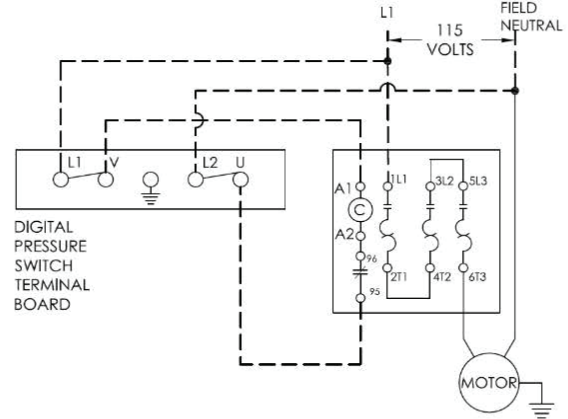 L1
FIELD
NEUTRAL
115
VOLTS
L1
V
L2
U
DIGITAL
PRESSURE
SWITCH
TERMINAL
BOARD
A1
1L1
3L2
5L3
C
A2
96
95
2T1
4T2
6T3
MOTOR